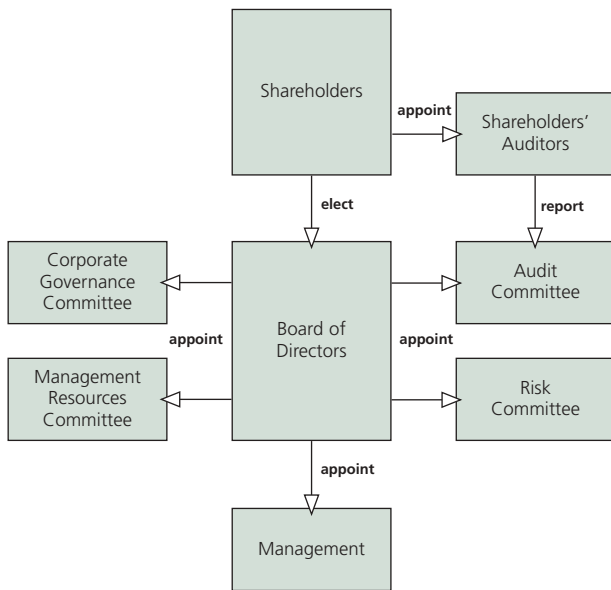 Shareholders
appoint
Shareholders’
Auditors
elect
report
Corporate
Governance
Committee
Board of
Directors
Audit
Committee
appoint
appoint
Management
Resources
Committee
Risk
Committee
appoint
Management